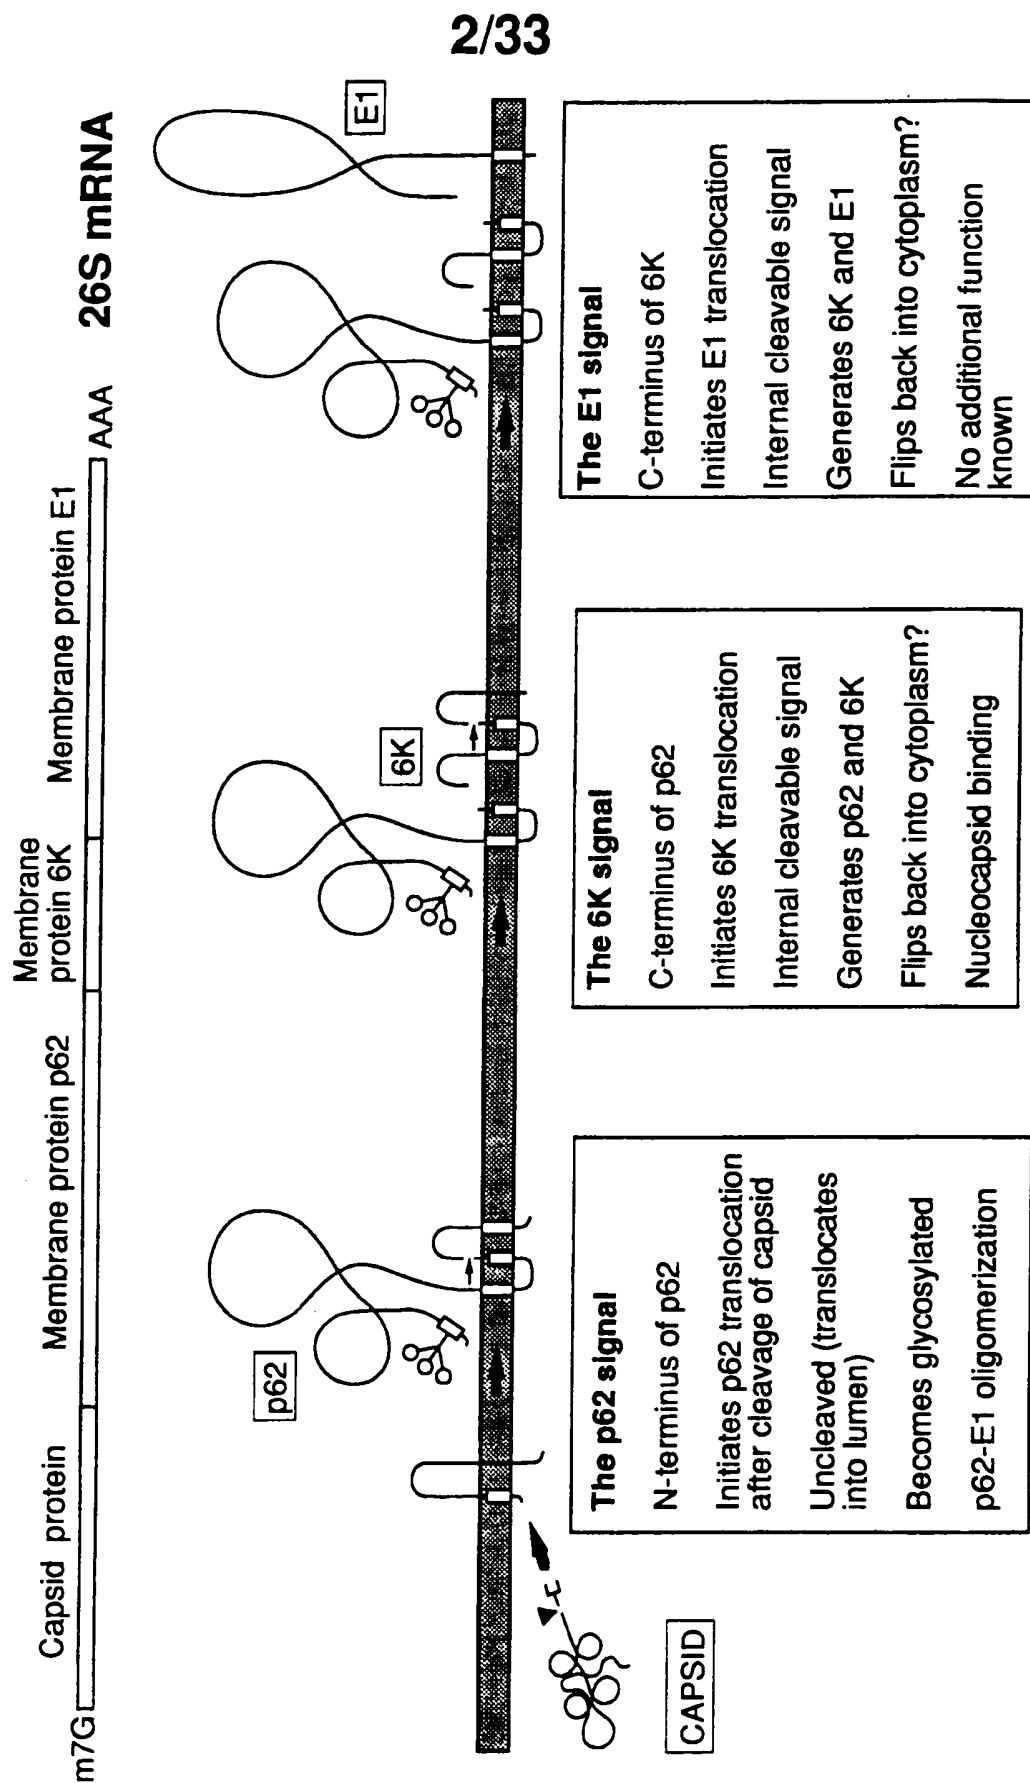 2/33
26S mRNA
Capsid protein
Membrane protein p62
Membrane
protein 6K
Membrane protein E1
m7G
AAA
CAPSID
p62
6K
E1
The p62 signal
N-terminus of p62
Initiates p62 translocation
after cleavage of capsid
Uncleaved (translocates
into lumen)
Becomes glycosylated
p62-E1 oligomerization
The 6K signal
C-terminus of p62
Initiates 6K translocation
Internal cleavable signal
Generates p62 and 6K
Flips back into cytoplasm?
Nucleocapsid binding
The E1 signal
C-terminus of 6K
Initiates E1 translocation
Internal cleavable signal
Generates 6K and E1
Flips back into cytoplasm?
No additional function
known